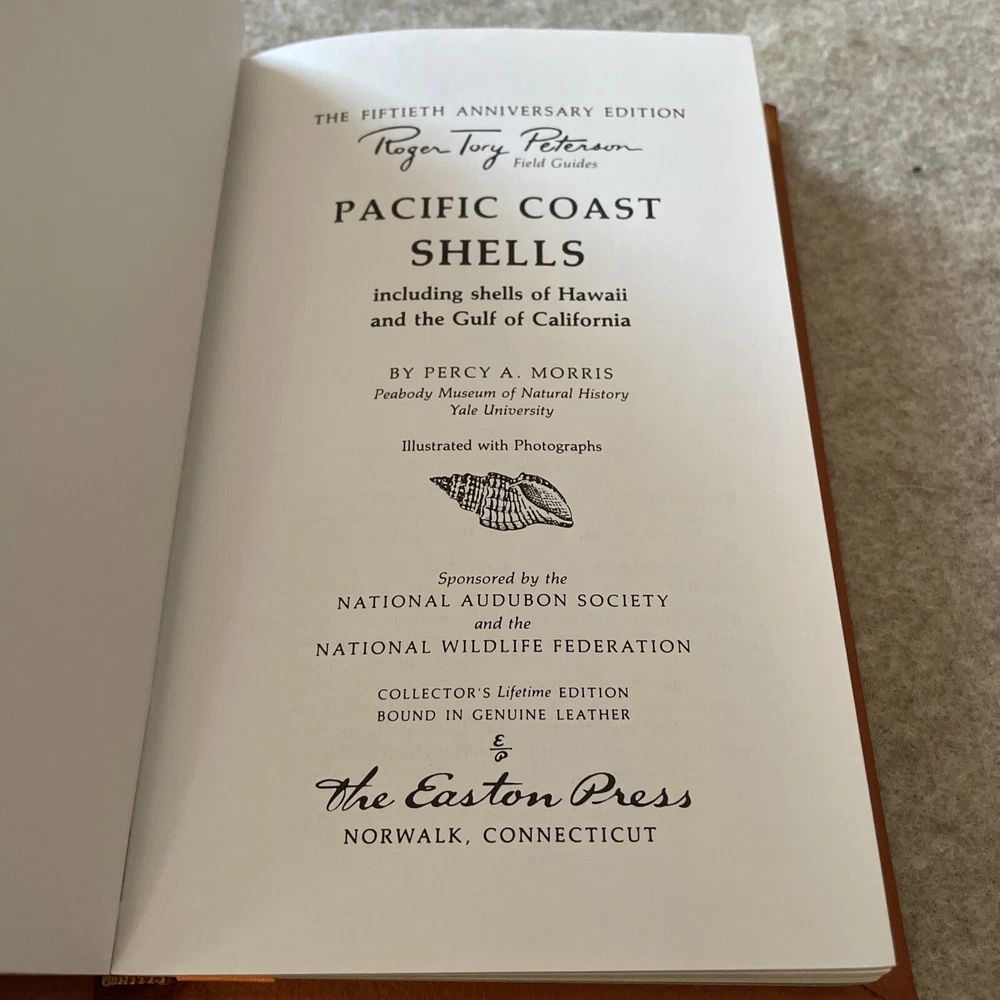 THE FIFTIETH ANNIVERSARY EDITION
Roger Tory Peterson
Field Guides
PACIFIC COAST
SHELLS
including shells of Hawaii
and the Gulf of California
BY PERCY A. MORRIS
Peabody Museum of Natural History
Yale University
Illustrated with Photographs
Sponsored by the
NATIONAL AUDUBON SOCIETY
and the
NATIONAL WILDLIFE FEDERATION
COLLECTOR'S Lifetime EDITION
BOUND IN GENUINE LEATHER
E
P
The Easton Press
NORWALK, CONNECTICUT